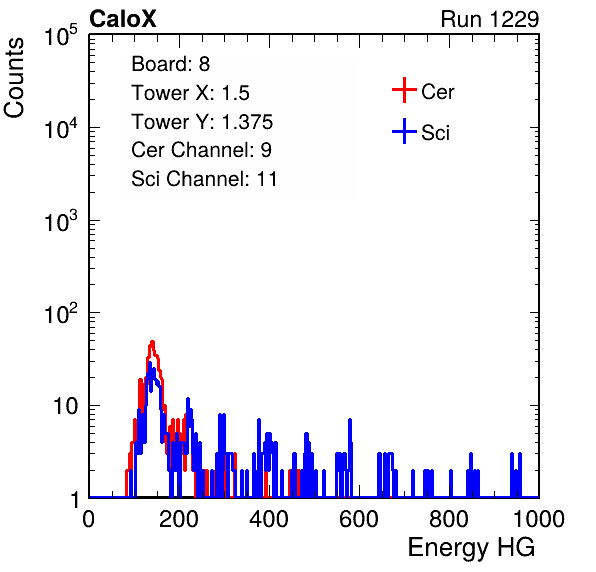 CaloX Run 1229
Counts
10^5
10^4
10^3
10^2
10
1
Board: 8
Tower X: 1.5
Tower Y: 1.375
Cer Channel: 9
Sci Channel: 11
Cer
Sci
0 200 400 600 800 1000
Energy HG